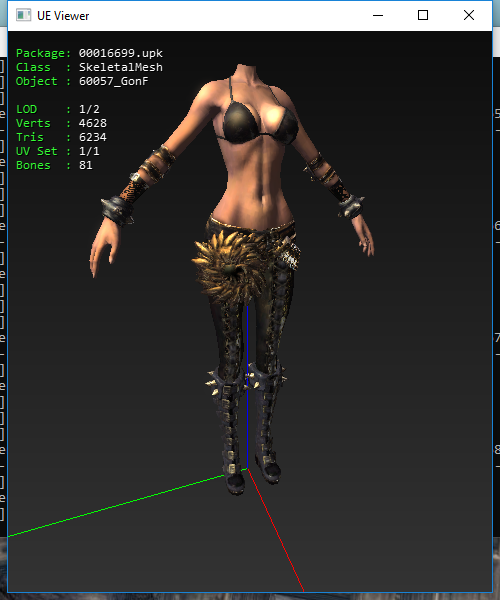 UE Viewer
Package: 00016699.upk
Class  : SkeletalMesh
Object : 60057_GonF
LOD    : 1/2
Verts  : 4628
Tris   : 6234
UV Set : 1/1
Bones  : 81